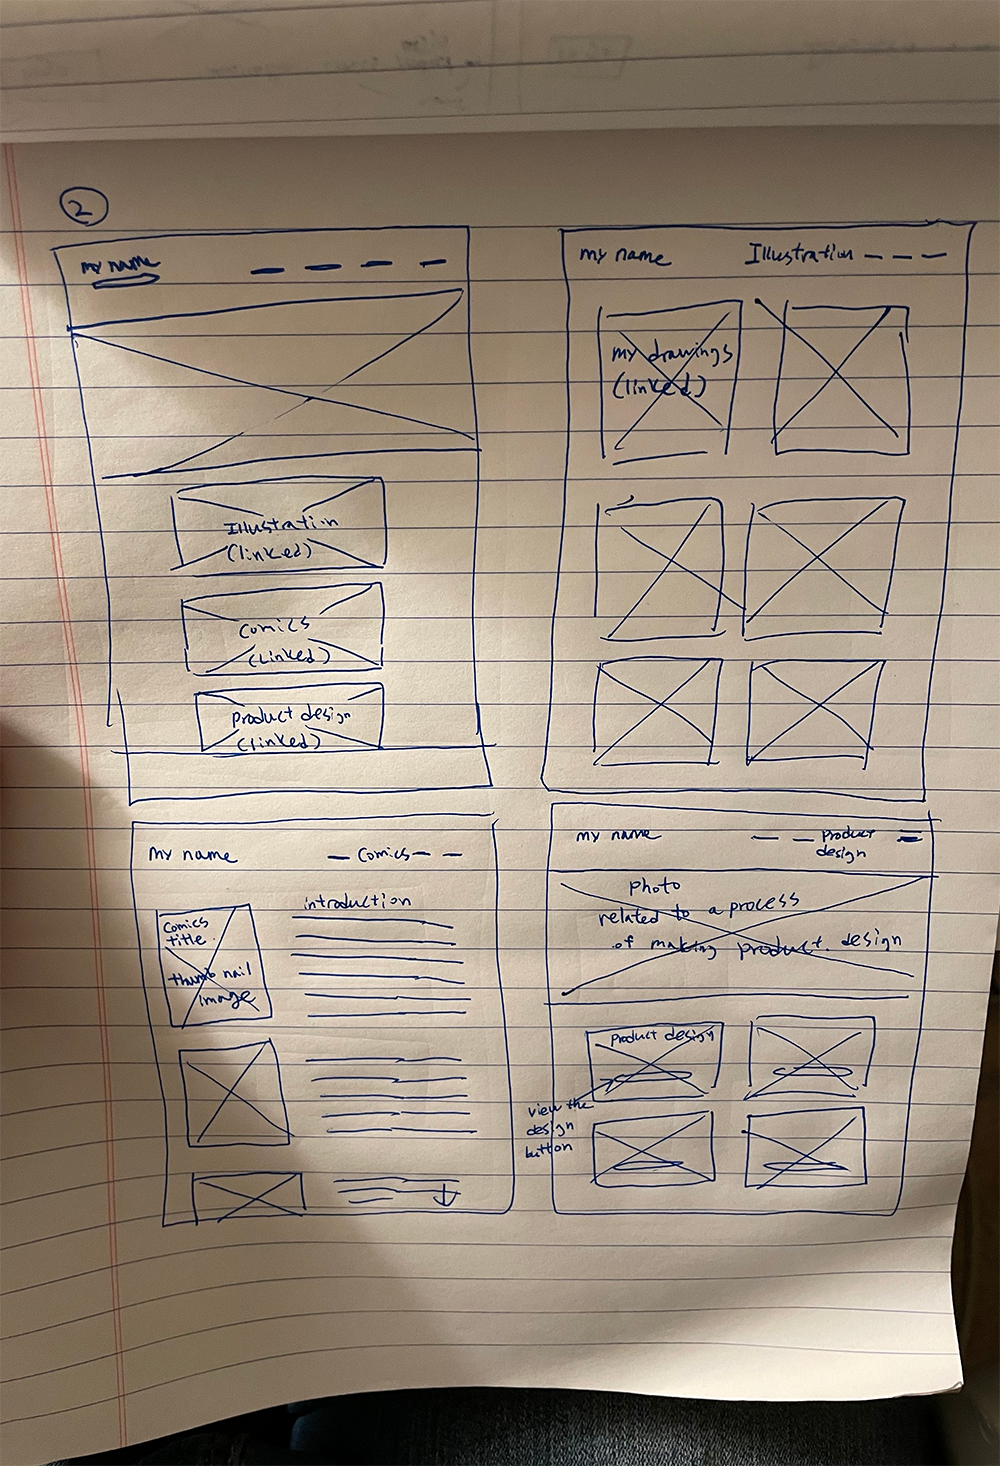 2
my name
Illustration
(linked)
Comics
(linked)
Product design
(linked)
my name Illustration
my drawings
(linked)
my name Comics
Comics
title.
thumb nail
image
introduction
my name Product
design
photo
related to a process
of making product design
Product design
view the
design
button